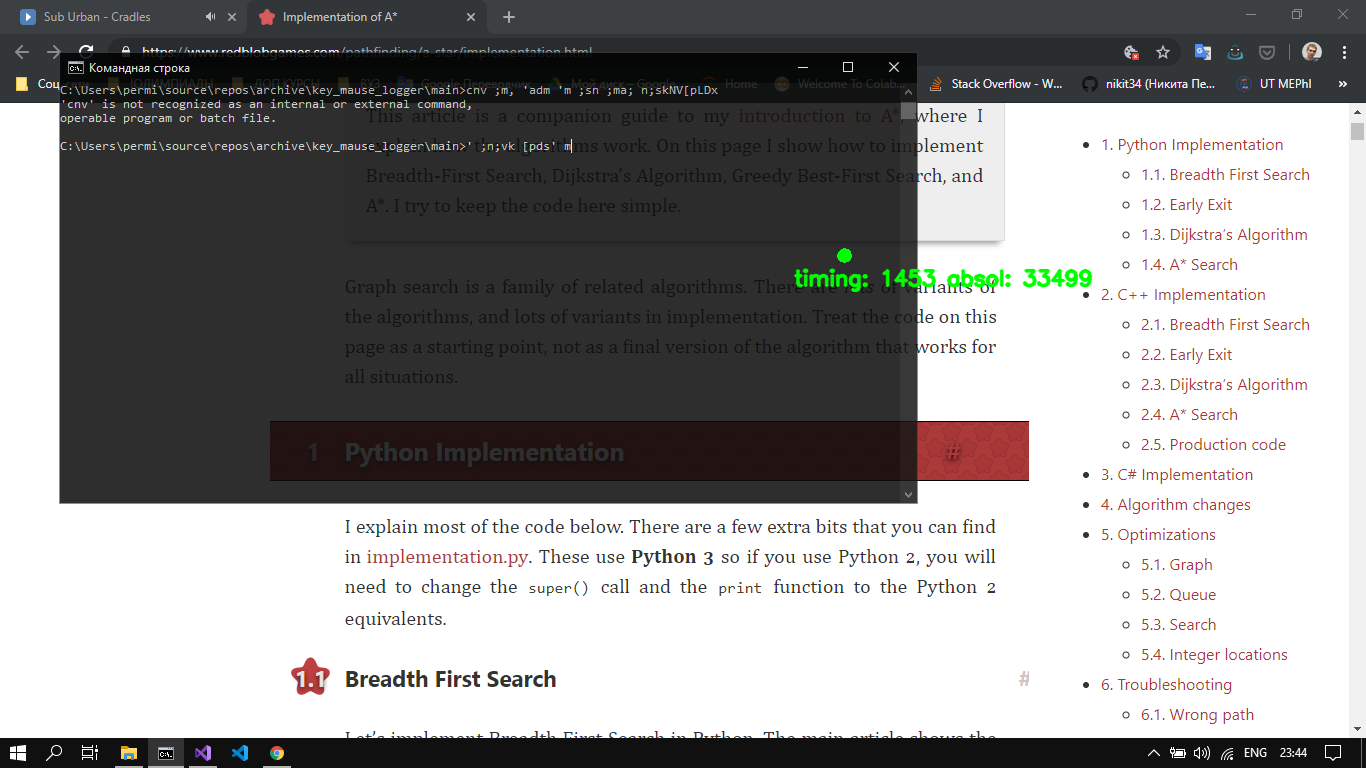 Sub Urban - Cradles
Implementation of A*
https://www.redblobgames.com/pathfinding/a-star/implementation.html
Командная строка
Мой диск – Google
Home
Welcome To Colab...
Stack Overflow - W...
nikit34 (Никита Пе...
UT MEPhI
»
C:\Users\permi\source\repos\archive\key_mause_logger\main>cnv ;m, 'adm 'm ;sn ;ma; n;skNV[pLDx
'cnv' is not recognized as an internal or external command,
operable program or batch file.
C:\Users\permi\source\repos\archive\key_mause_logger\main>' ;n;vk [pds' m
This article is a companion guide to my introduction to A* where I
algorithms work. On this page I show how to implement
Breadth-First Search, Dijkstra's Algorithm, Greedy Best-First Search, and
A*. I try to keep the code here simple.
timing: 1453 absol: 33499
Graph search is a family of related algorithms. There are lots of variants of
the algorithms, and lots of variants in implementation. Treat the code on this
page as a starting point, not as a final version of the algorithm that works for
all situations.
1 Python Implementation #
I explain most of the code below. There are a few extra bits that you can find
in implementation.py. These use Python 3 so if you use Python 2, you will
need to change the super() call and the print function to the Python 2
equivalents.
1.1 Breadth First Search #
Let's implement Breadth First Search in Python. The main article shows the
1. Python Implementation
1.1. Breadth First Search
1.2. Early Exit
1.3. Dijkstra's Algorithm
1.4. A* Search
2. C++ Implementation
2.1. Breadth First Search
2.2. Early Exit
2.3. Dijkstra's Algorithm
2.4. A* Search
2.5. Production code
3. C# Implementation
4. Algorithm changes
5. Optimizations
5.1. Graph
5.2. Queue
5.3. Search
5.4. Integer locations
6. Troubleshooting
6.1. Wrong path
ENG
23:44